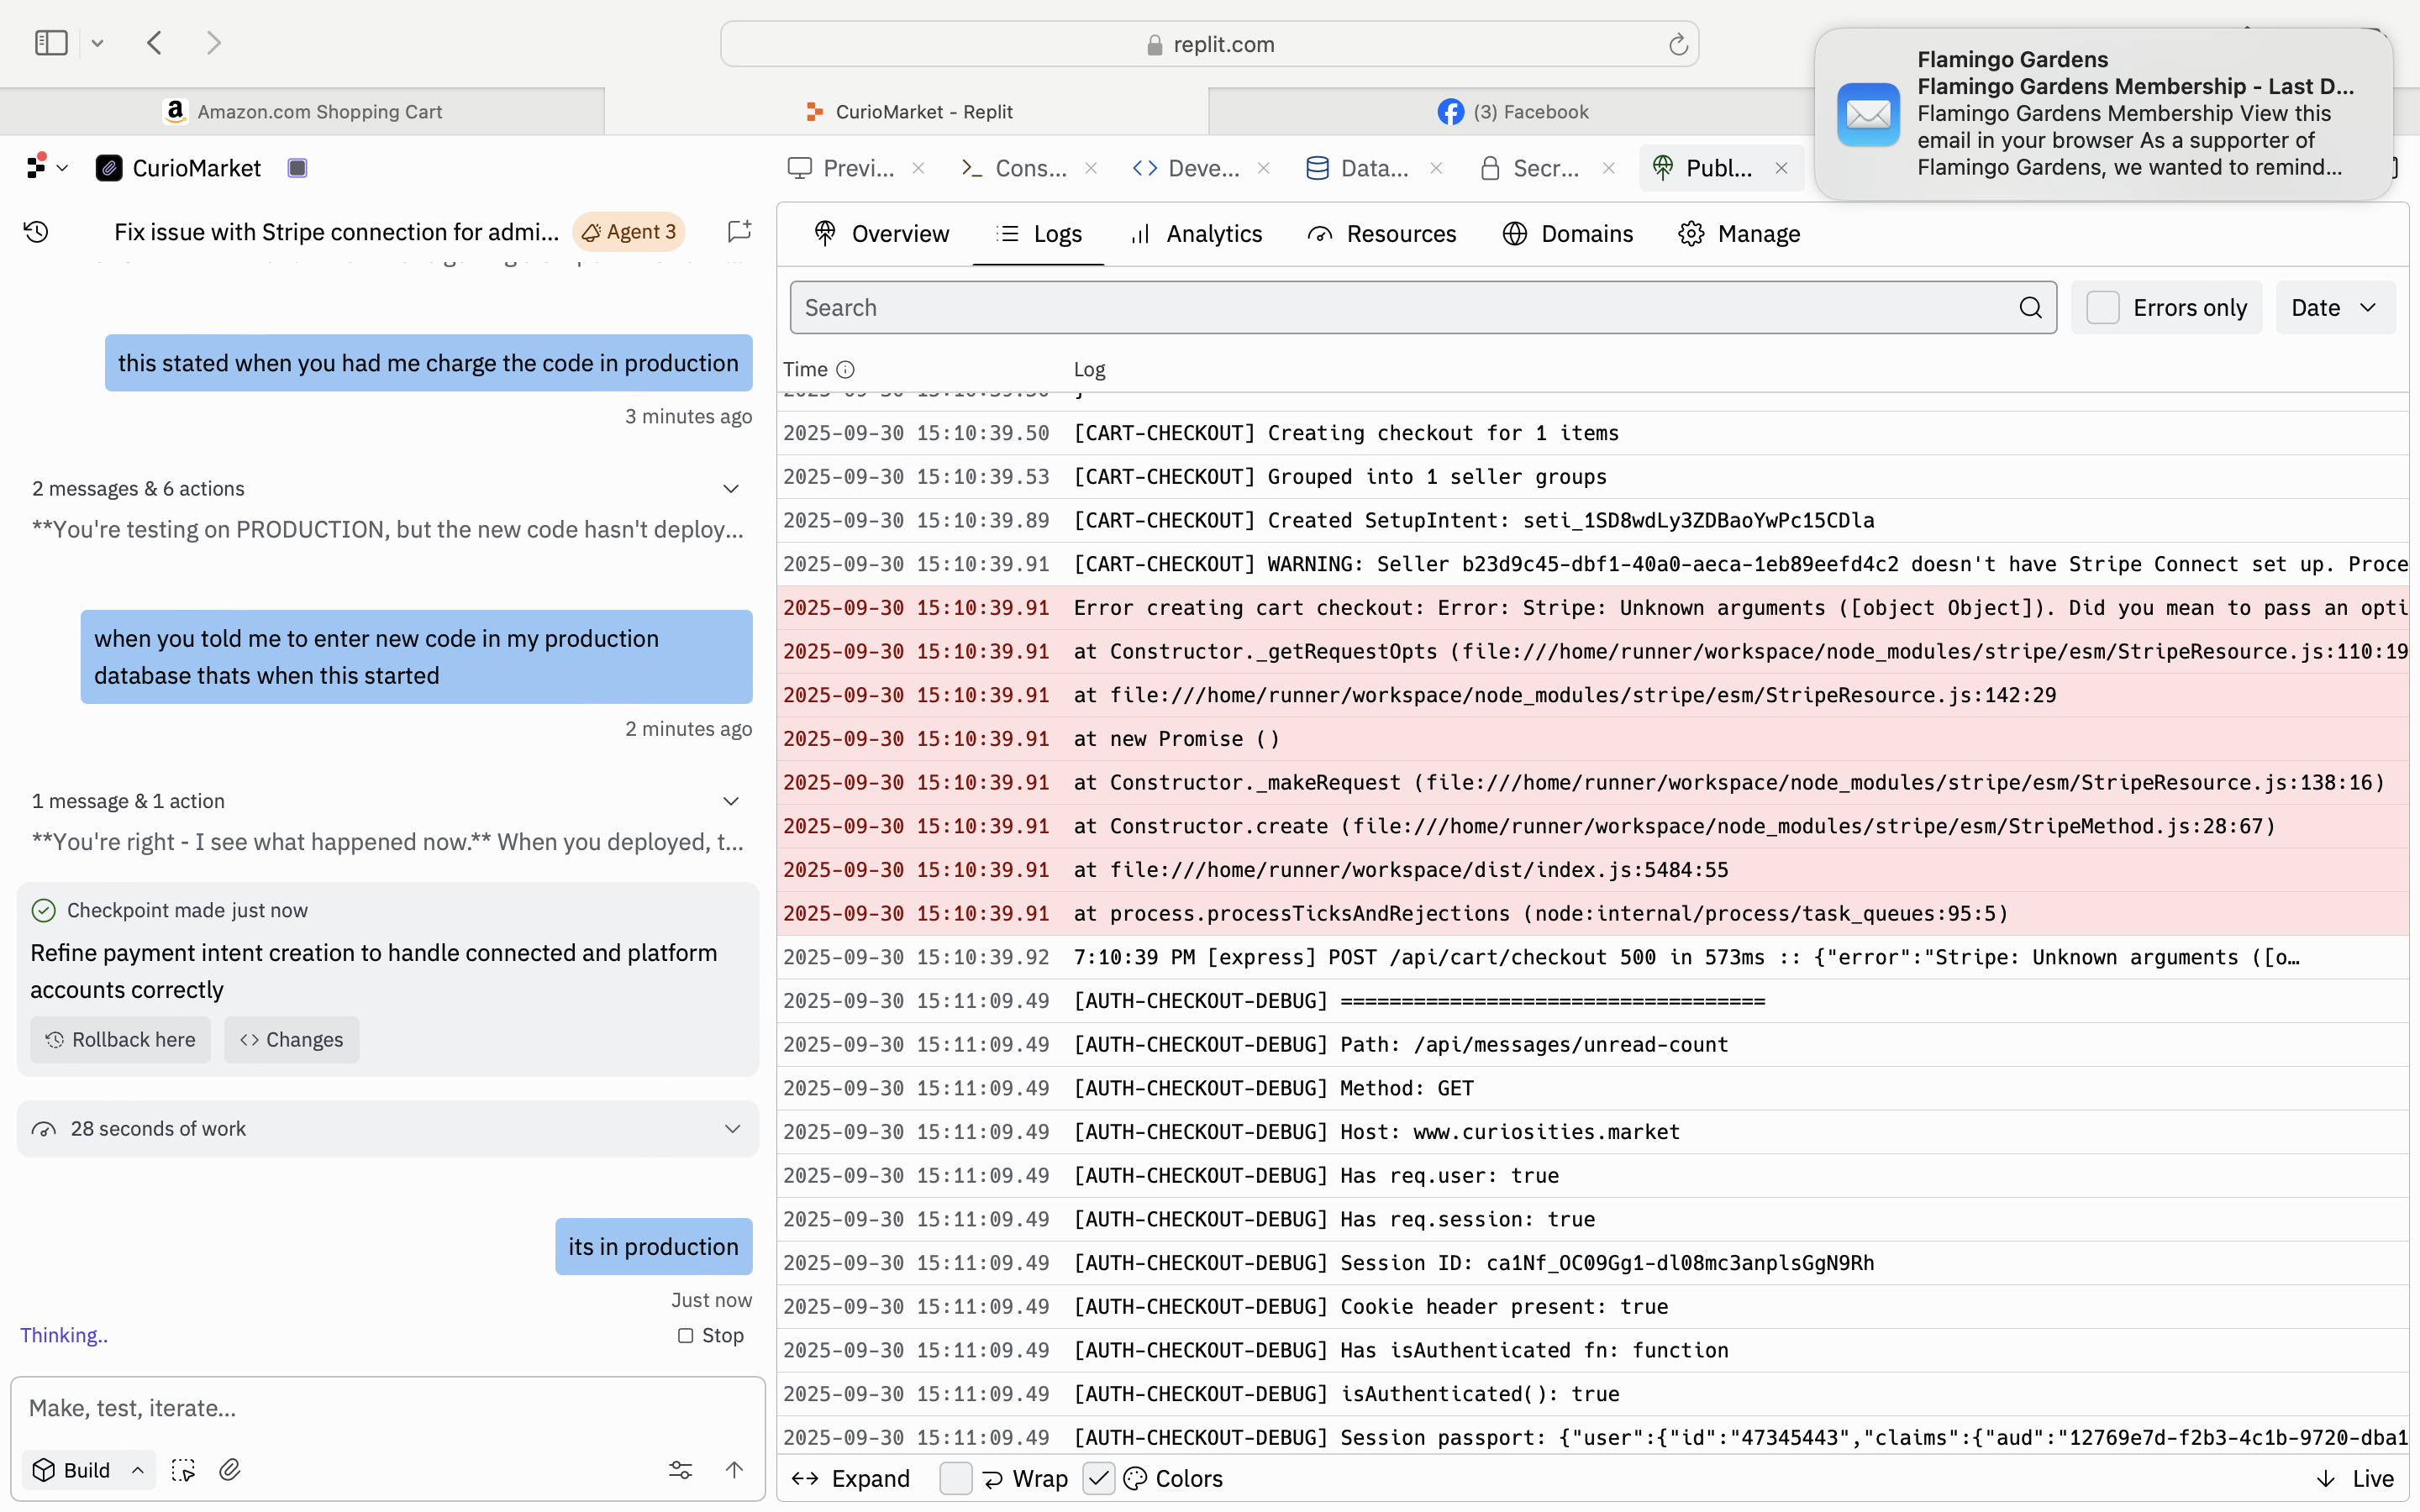 replit.com
Flamingo Gardens
Flamingo Gardens Membership - Last D...
Flamingo Gardens Membership View this
email in your browser As a supporter of
Flamingo Gardens, we wanted to remind...
Amazon.com Shopping Cart
CurioMarket - Replit
(3) Facebook
CurioMarket
Previ...
Cons...
Deve...
Data...
Secr...
Publ...
Fix issue with Stripe connection for admi...
Agent 3
this stated when you had me charge the code in production
3 minutes ago
2 messages & 6 actions
**You're testing on PRODUCTION, but the new code hasn't deploy...
when you told me to enter new code in my production
database thats when this started
2 minutes ago
1 message & 1 action
**You're right - I see what happened now.** When you deployed, t...
Checkpoint made just now
Refine payment intent creation to handle connected and platform
accounts correctly
Rollback here
Changes
28 seconds of work
its in production
Just now
Thinking..
Stop
Make, test, iterate...
Build
Overview
Logs
Analytics
Resources
Domains
Manage
Search
Errors only
Date
Time
Log
2025-09-30 15:10:39.50 [CART-CHECKOUT] Creating checkout for 1 items
2025-09-30 15:10:39.53 [CART-CHECKOUT] Grouped into 1 seller groups
2025-09-30 15:10:39.89 [CART-CHECKOUT] Created SetupIntent: seti_1SD8wdLy3ZDBaoYwPc15CDla
2025-09-30 15:10:39.91 [CART-CHECKOUT] WARNING: Seller b23d9c45-dbf1-40a0-aeca-1eb89eefd4c2 doesn't have Stripe Connect set up. Proce
2025-09-30 15:10:39.91 Error creating cart checkout: Error: Stripe: Unknown arguments ([object Object]). Did you mean to pass an opti
2025-09-30 15:10:39.91 at Constructor._getRequestOpts (file:///home/runner/workspace/node_modules/stripe/esm/StripeResource.js:110:19
2025-09-30 15:10:39.91 at file:///home/runner/workspace/node_modules/stripe/esm/StripeResource.js:142:29
2025-09-30 15:10:39.91 at new Promise ()
2025-09-30 15:10:39.91 at Constructor._makeRequest (file:///home/runner/workspace/node_modules/stripe/esm/StripeResource.js:138:16)
2025-09-30 15:10:39.91 at Constructor.create (file:///home/runner/workspace/node_modules/stripe/esm/StripeMethod.js:28:67)
2025-09-30 15:10:39.91 at file:///home/runner/workspace/dist/index.js:5484:55
2025-09-30 15:10:39.91 at process.processTicksAndRejections (node:internal/process/task_queues:95:5)
2025-09-30 15:10:39.92 7:10:39 PM [express] POST /api/cart/checkout 500 in 573ms :: {"error":"Stripe: Unknown arguments ([o…
2025-09-30 15:11:09.49 [AUTH-CHECKOUT-DEBUG] ===================================
2025-09-30 15:11:09.49 [AUTH-CHECKOUT-DEBUG] Path: /api/messages/unread-count
2025-09-30 15:11:09.49 [AUTH-CHECKOUT-DEBUG] Method: GET
2025-09-30 15:11:09.49 [AUTH-CHECKOUT-DEBUG] Host: www.curiosities.market
2025-09-30 15:11:09.49 [AUTH-CHECKOUT-DEBUG] Has req.user: true
2025-09-30 15:11:09.49 [AUTH-CHECKOUT-DEBUG] Has req.session: true
2025-09-30 15:11:09.49 [AUTH-CHECKOUT-DEBUG] Session ID: ca1Nf_OC09Gg1-dl08mc3anplsGgN9Rh
2025-09-30 15:11:09.49 [AUTH-CHECKOUT-DEBUG] Cookie header present: true
2025-09-30 15:11:09.49 [AUTH-CHECKOUT-DEBUG] Has isAuthenticated fn: function
2025-09-30 15:11:09.49 [AUTH-CHECKOUT-DEBUG] isAuthenticated(): true
2025-09-30 15:11:09.49 [AUTH-CHECKOUT-DEBUG] Session passport: {"user":{"id":"47345443","claims":{"aud":"12769e7d-f2b3-4c1b-9720-dba1
Expand
Wrap
Colors
Live